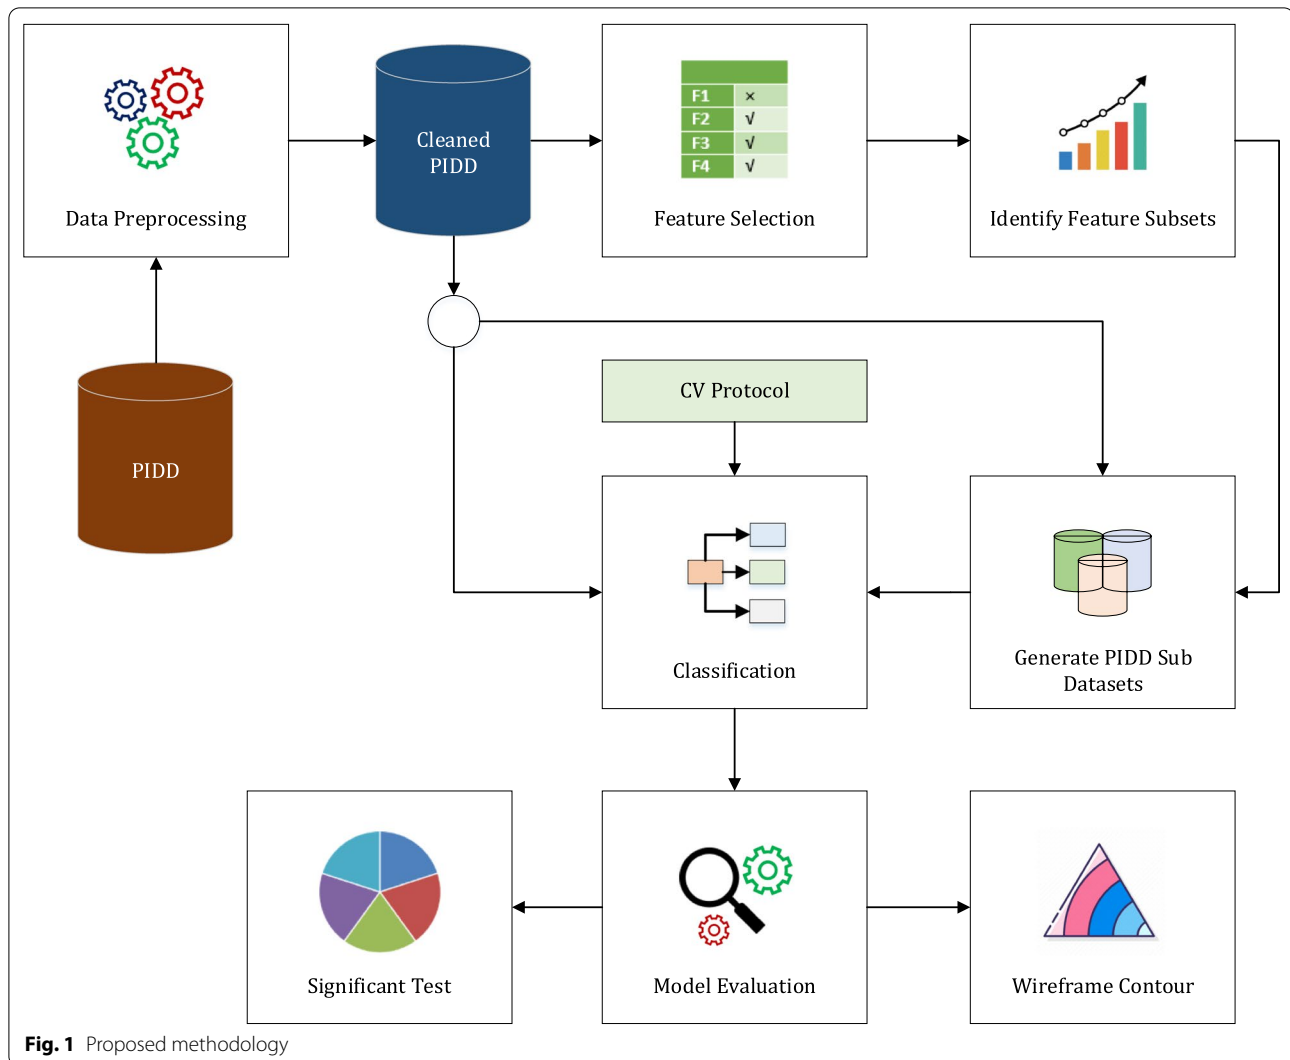 Data Preprocessing
Cleaned
PIDD
F1 ×
F2 √
F3 √
F4 √
Feature Selection
Identify Feature Subsets
PIDD
CV Protocol
Classification
Generate PIDD Sub
Datasets
Significant Test
Model Evaluation
Wireframe Contour
Fig. 1 Proposed methodology